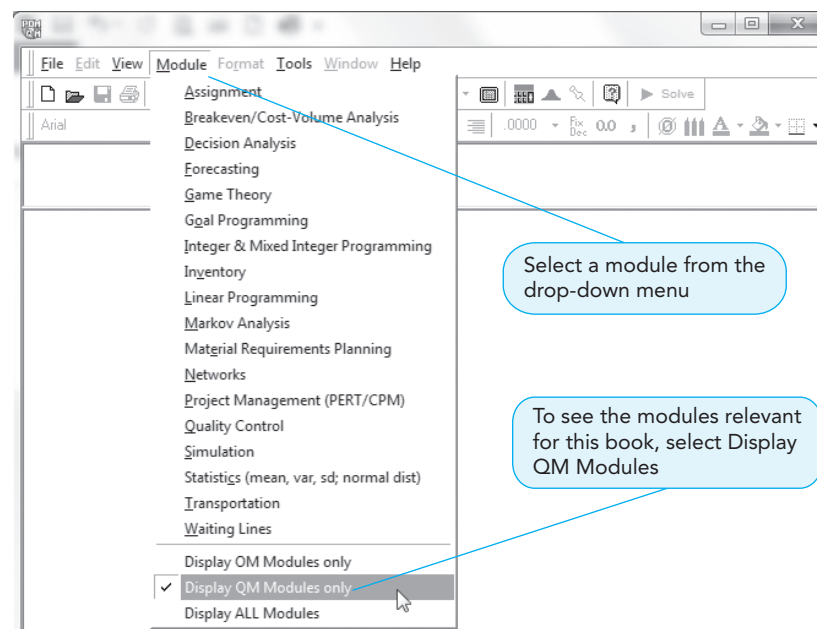 POM
QM
File Edit View Module Format Tools Window Help
Solve
Arial
.0000 Fix Dec 0.0 ,
Assignment
Breakeven/Cost-Volume Analysis
Decision Analysis
Forecasting
Game Theory
Goal Programming
Integer & Mixed Integer Programming
Inventory
Linear Programming
Markov Analysis
Material Requirements Planning
Networks
Project Management (PERT/CPM)
Quality Control
Simulation
Statistics (mean, var, sd; normal dist)
Transportation
Waiting Lines
Display OM Modules only
Display QM Modules only
Display ALL Modules
Select a module from the
drop-down menu
To see the modules relevant
for this book, select Display
QM Modules